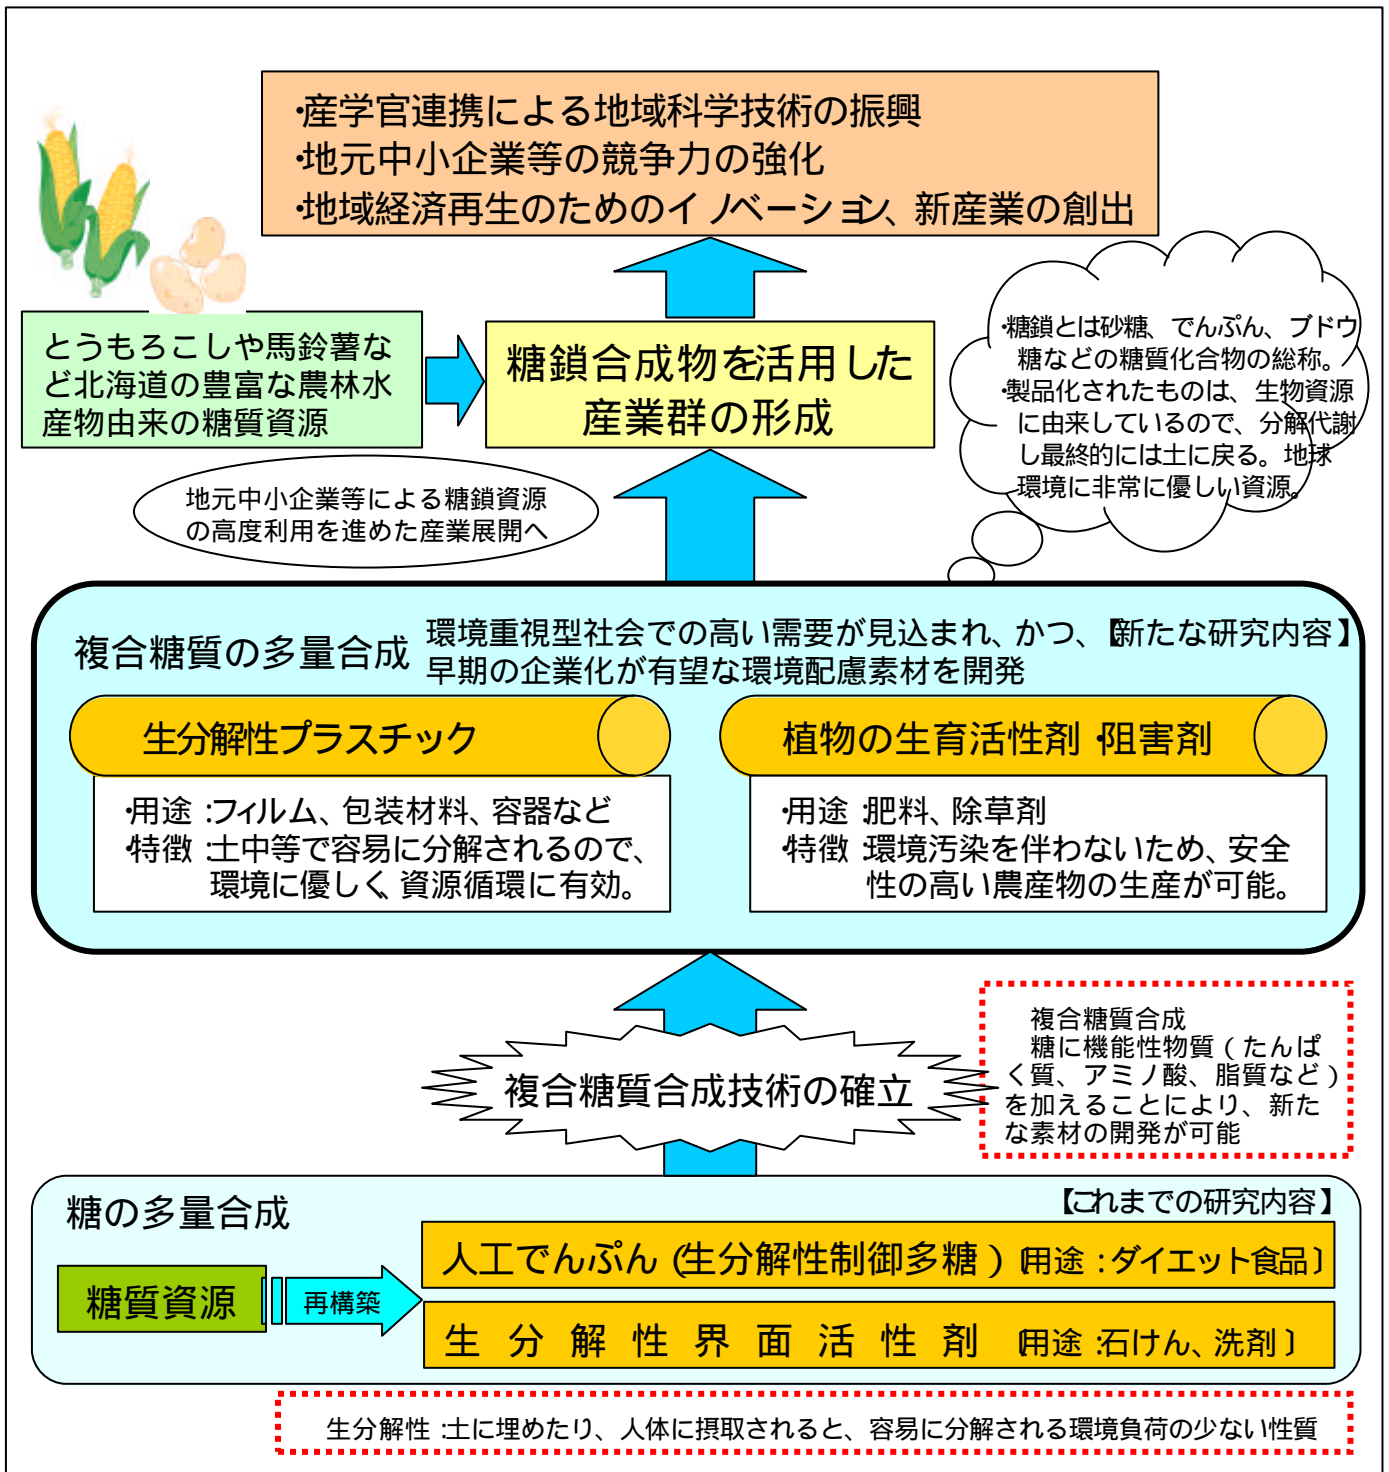 ・産学官連携による地域科学技術の振興
・地元中小企業等の競争力の強化
・地域経済再生のためのイノベーション、新産業の創出
とうもろこしや馬鈴薯な
ど北海道の豊富な農林水
産物由来の糖質資源
糖鎖合成物を活用した
産業群の形成
・糖鎖とは砂糖、でんぷん、ブドウ
糖などの糖質化合物の総称。
・製品化されたものは、生物資源
に由来しているので、分解代謝
し最終的には土に戻る。地球
環境に非常に優しい資源。
地元中小企業等による糖鎖資源
の高度利用を進めた産業展開へ
複合糖質の多量合成
環境重視型社会での高い需要が見込まれ、かつ、
早期の企業化が有望な環境配慮素材を開発
【新たな研究内容】
生分解性プラスチック
・用途：フィルム、包装材料、容器など
・特徴：土中等で容易に分解されるので、
環境に優しく、資源循環に有効。
植物の生育活性剤・阻害剤
・用途：肥料、除草剤
・特徴：環境汚染を伴わないため、安全
性の高い農産物の生産が可能。
複合糖質合成技術の確立
複合糖質合成
糖に機能性物質（たんぱ
く質、アミノ酸、脂質など）
を加えることにより、新た
な素材の開発が可能
糖の多量合成
【これまでの研究内容】
糖質資源
再構築
人工でんぷん（生分解性制御多糖）〔用途：ダイエット食品〕
生分解性界面活性剤〔用途：石けん、洗剤〕
生分解性：土に埋めたり、人体に摂取されると、容易に分解される環境負荷の少ない性質